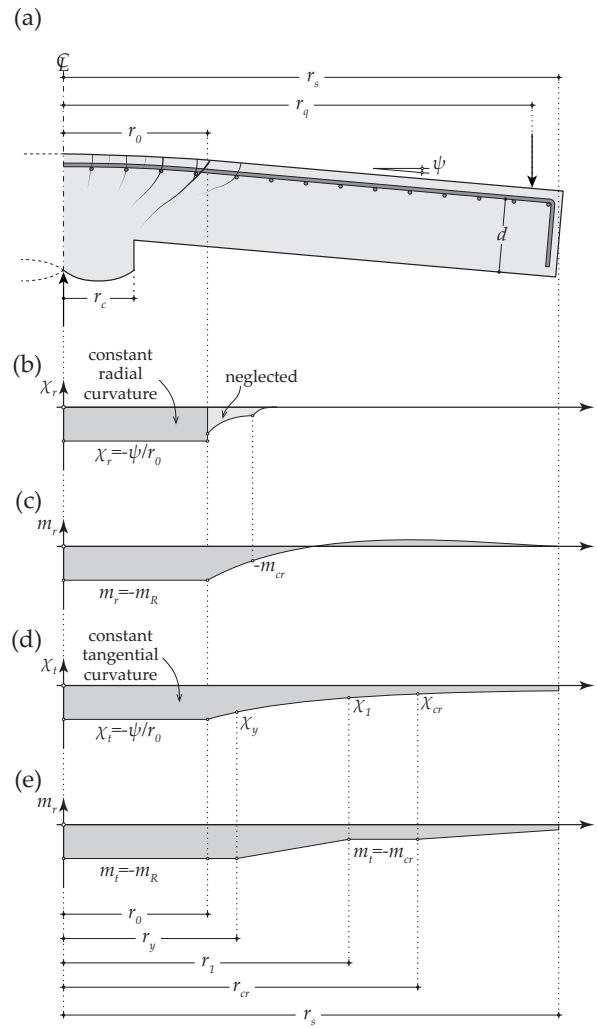 (a)
℄
r_s
r_q
r_0
ψ
d
r_c
(b)
χ_r
constant
radial
curvature
neglected
χ_r=-ψ/r_0
(c)
m_r
-m_cr
m_r=-m_R
(d)
χ_t
constant
tangential
curvature
χ_y
χ_1
χ_cr
χ_t=-ψ/r_0
(e)
m_r
m_t=-m_R
m_t=-m_cr
r_0
r_y
r_1
r_cr
r_s